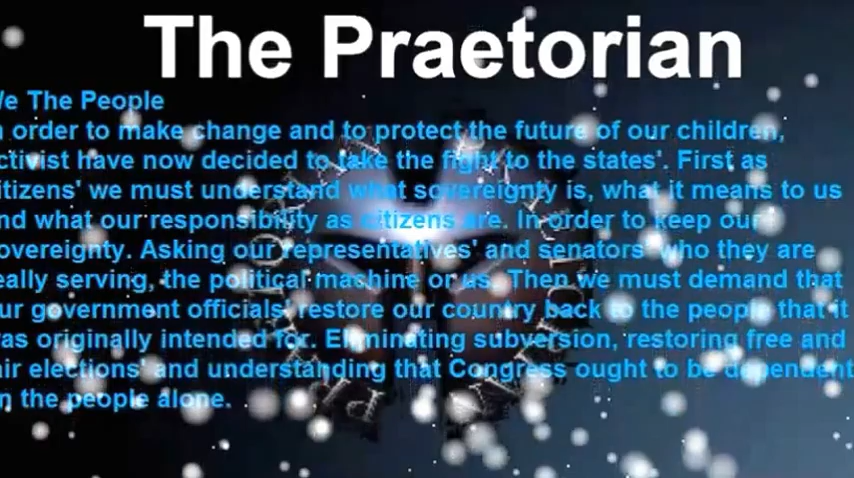 The Praetorian
We The People
n order to make change and to protect the future of our children,
ctivist have now decided to take the fight to the states'. First as
itizens' we must understand what sovereignty is, what it means to us
nd what our responsibility as citizens are. In order to keep our
overeignty. Asking our representatives' and senators' who they are
eally serving, the political machine or us. Then we must demand that
ur government officials' restore our country back to the people that it
as originally intended for. Eliminating subversion, restoring free and
air elections' and understanding that Congress ought to be dependent
n the people alone.